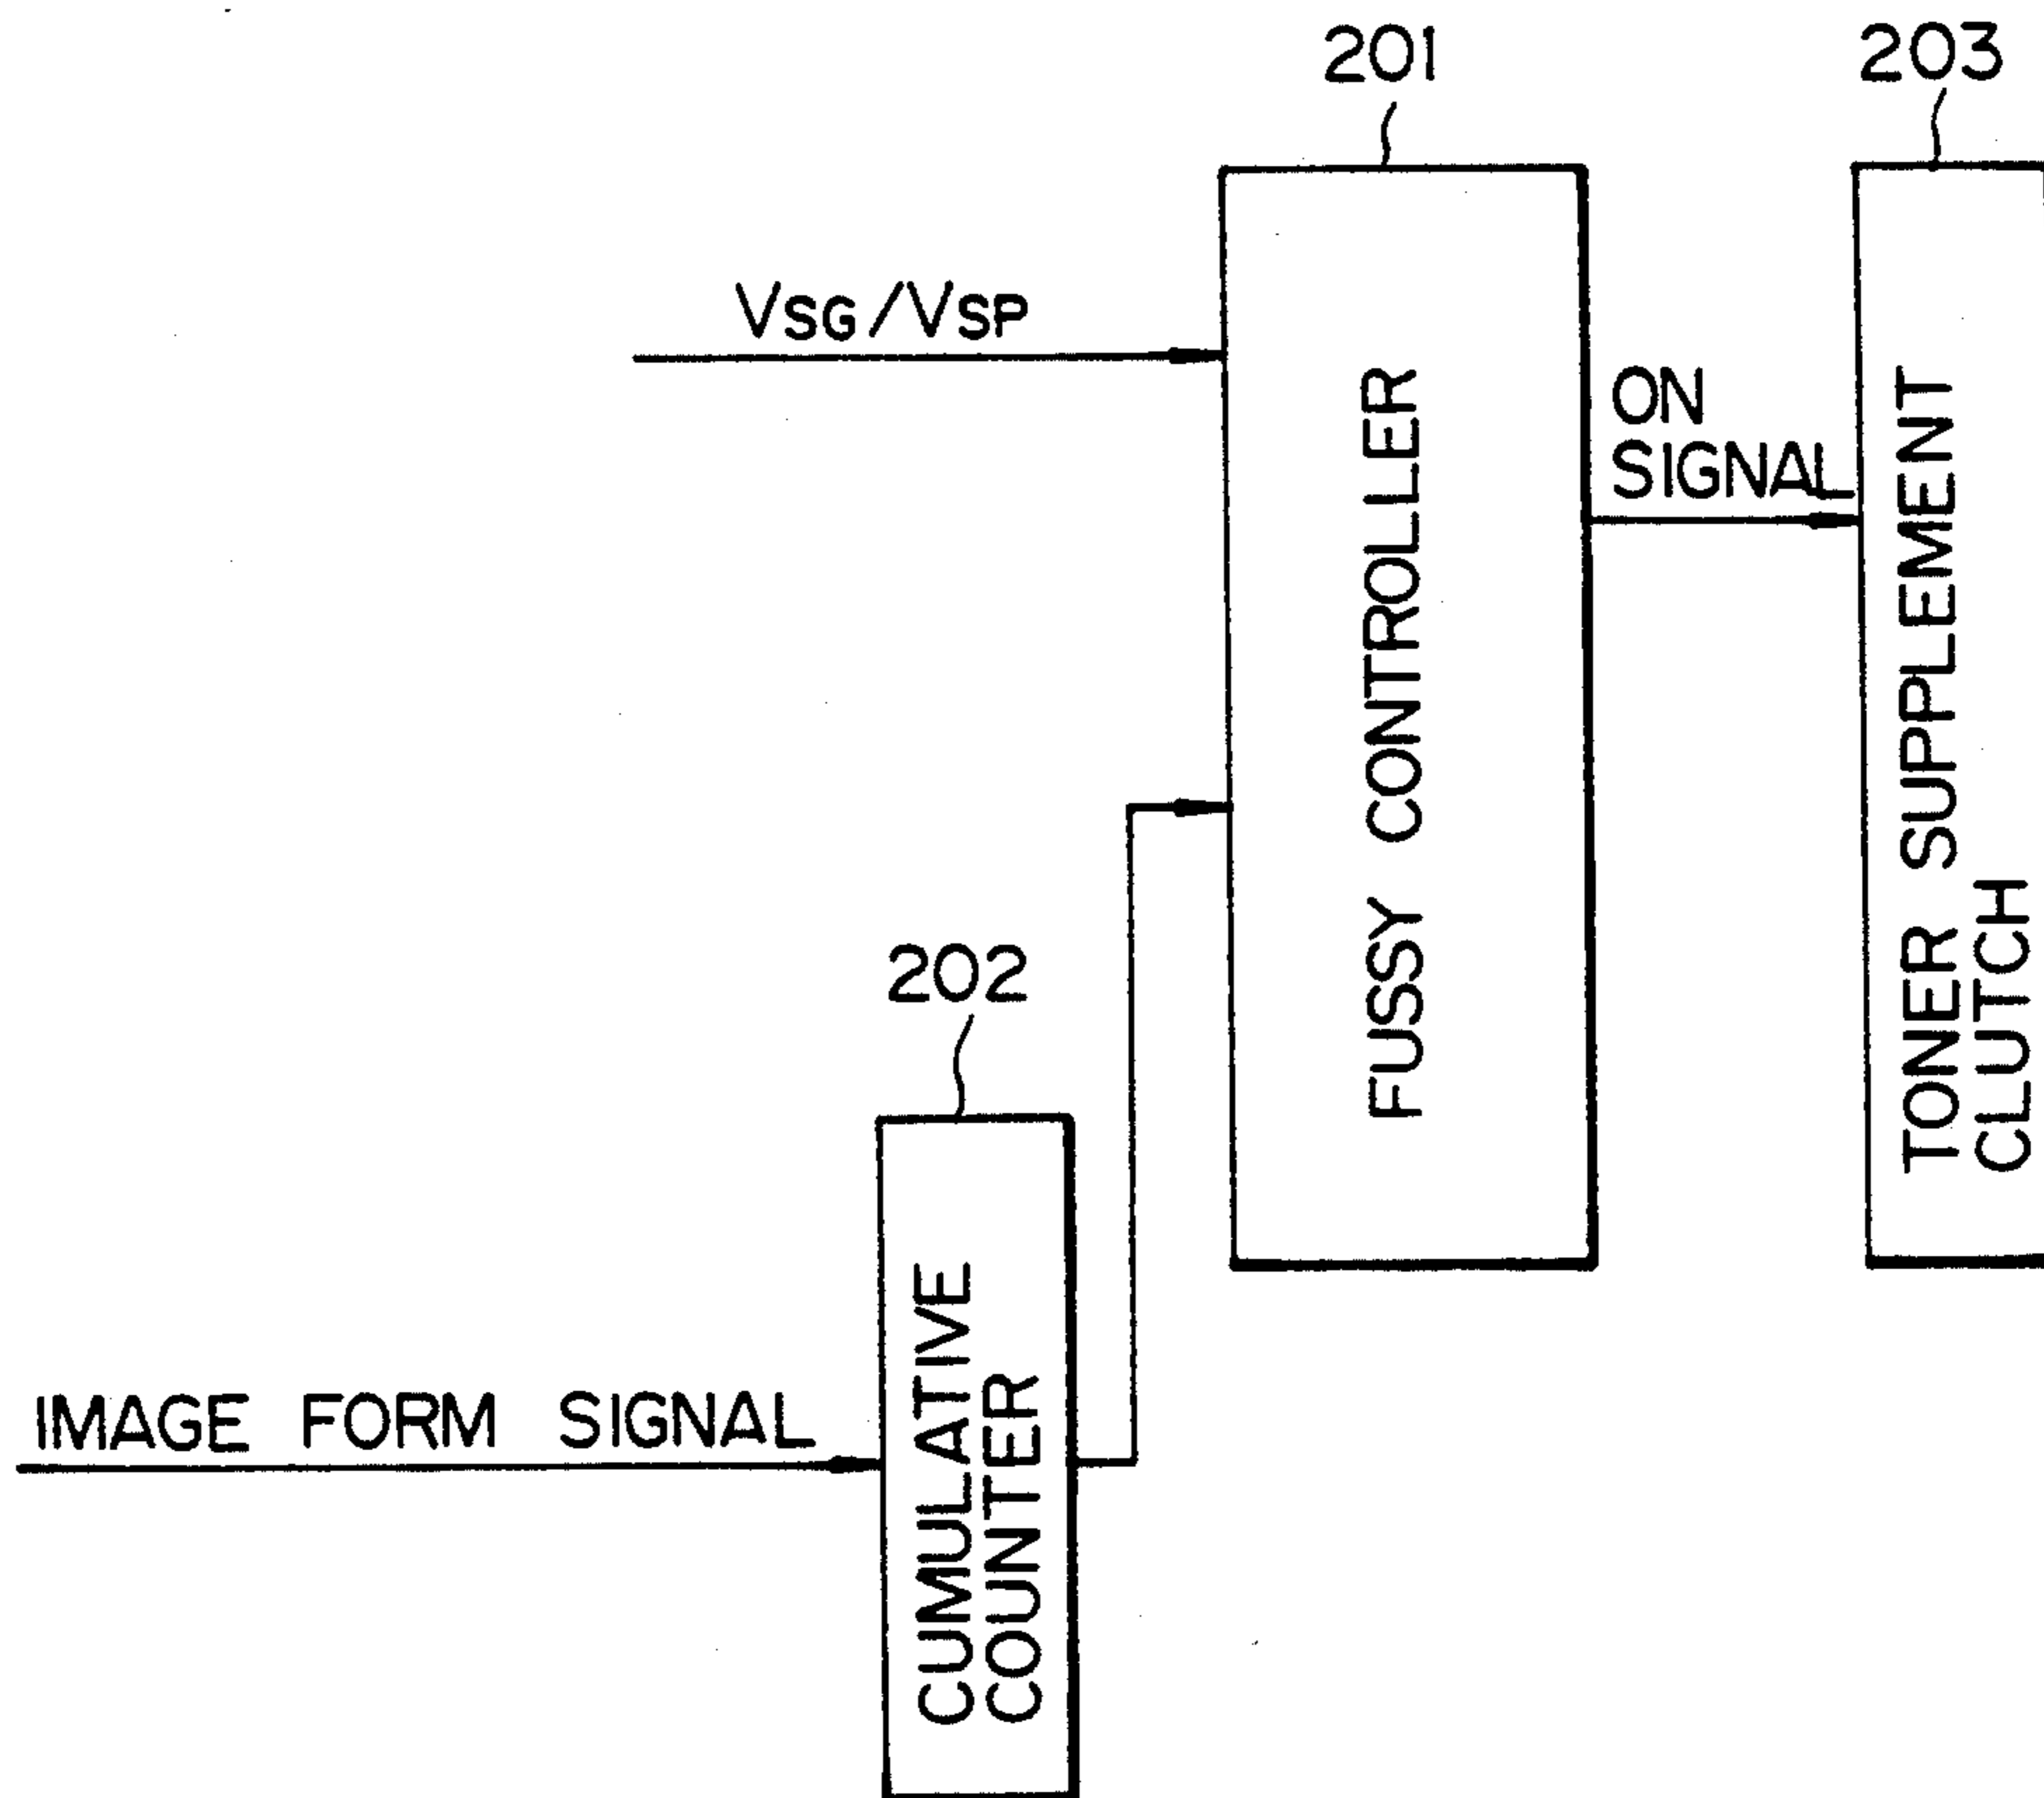 201
203
VSG/VSP
FUSSY CONTROLLER
ON
SIGNAL
TONER SUPPLEMENT
CLUTCH
202
IMAGE FORM SIGNAL
CUMULATIVE
COUNTER